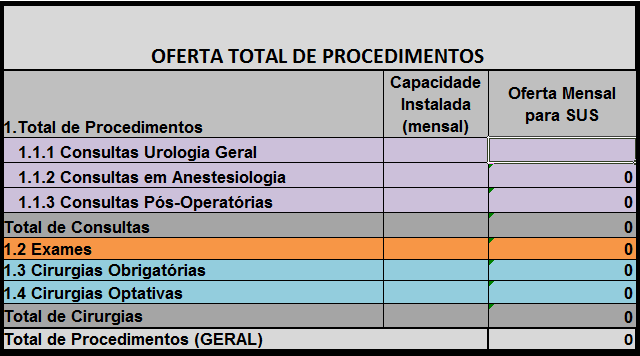 OFERTA TOTAL DE PROCEDIMENTOS
1.Total de Procedimentos
Capacidade
Instalada
(mensal)
Oferta Mensal
para SUS
1.1.1 Consultas Urologia Geral
1.1.2 Consultas em Anestesiologia 0
1.1.3 Consultas Pós-Operatórias 0
Total de Consultas 0
1.2 Exames 0
1.3 Cirurgias Obrigatórias 0
1.4 Cirurgias Optativas 0
Total de Cirurgias 0
Total de Procedimentos (GERAL) 0